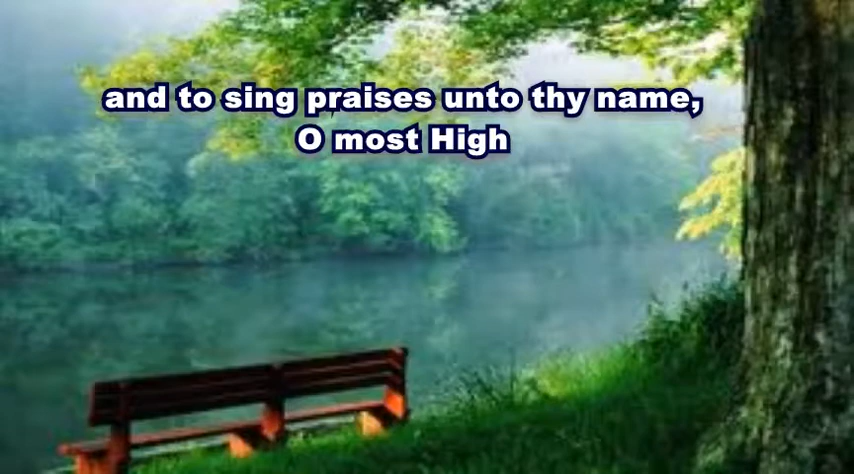 and to sing praises unto thy name,
O most High